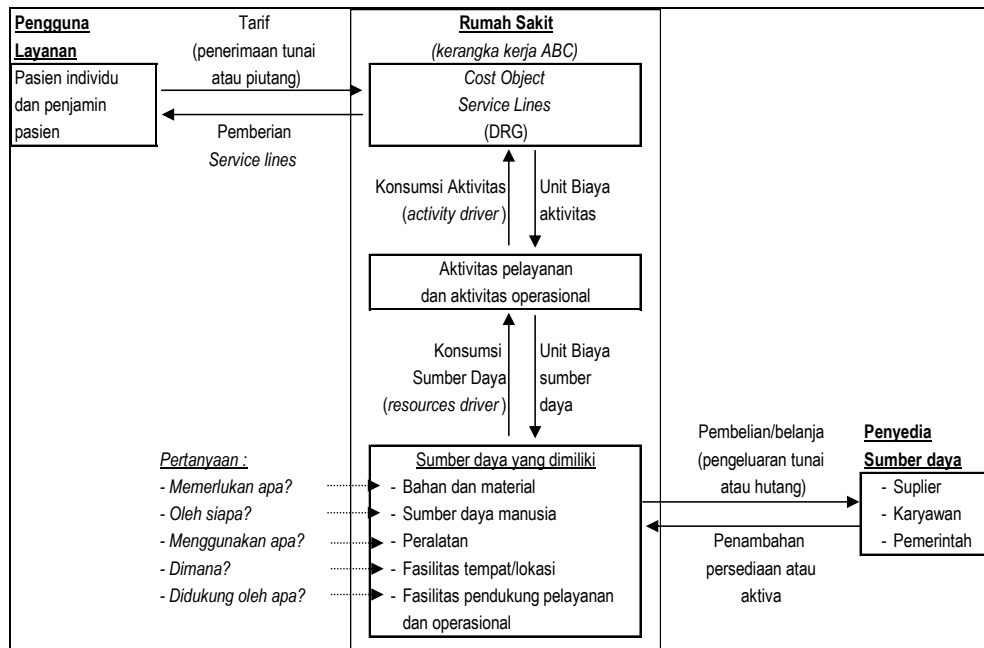 Pengguna
Layanan
Pasien individu
dan penjamin
pasien
Tarif
(penerimaan tunai
atau piutang)
Pemberian
Service lines
Rumah Sakit
(kerangka kerja ABC)
Cost Object
Service Lines
(DRG)
Konsumsi Aktivitas
(activity driver)
Unit Biaya
aktivitas
Aktivitas pelayanan
dan aktivitas operasional
Konsumsi
Sumber Daya
(resources driver)
Unit Biaya
sumber
daya
Pertanyaan :
- Memerlukan apa?
- Oleh siapa?
- Menggunakan apa?
- Dimana?
- Didukung oleh apa?
Sumber daya yang dimiliki
- Bahan dan material
- Sumber daya manusia
- Peralatan
- Fasilitas tempat/lokasi
- Fasilitas pendukung pelayanan
dan operasional
Pembelian/belanja
(pengeluaran tunai
atau hutang)
Penambahan
persediaan atau
aktiva
Penyedia
Sumber daya
- Suplier
- Karyawan
- Pemerintah